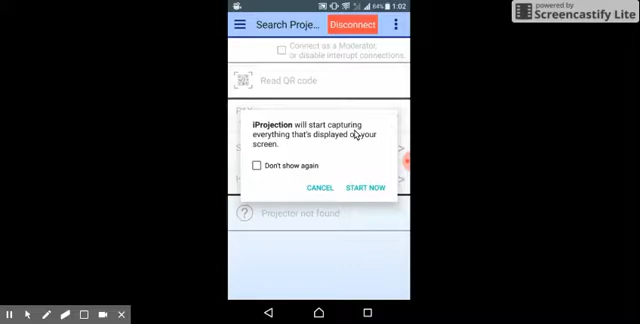 powered by
Screencastify Lite
64% 1:02
Search Proje... Disconnect
Connect as a Moderator,
or disable interrupt connections.
Read QR code
iProjection will start capturing
everything that's displayed on your
screen.
Don't show again
CANCEL START NOW
Projector not found